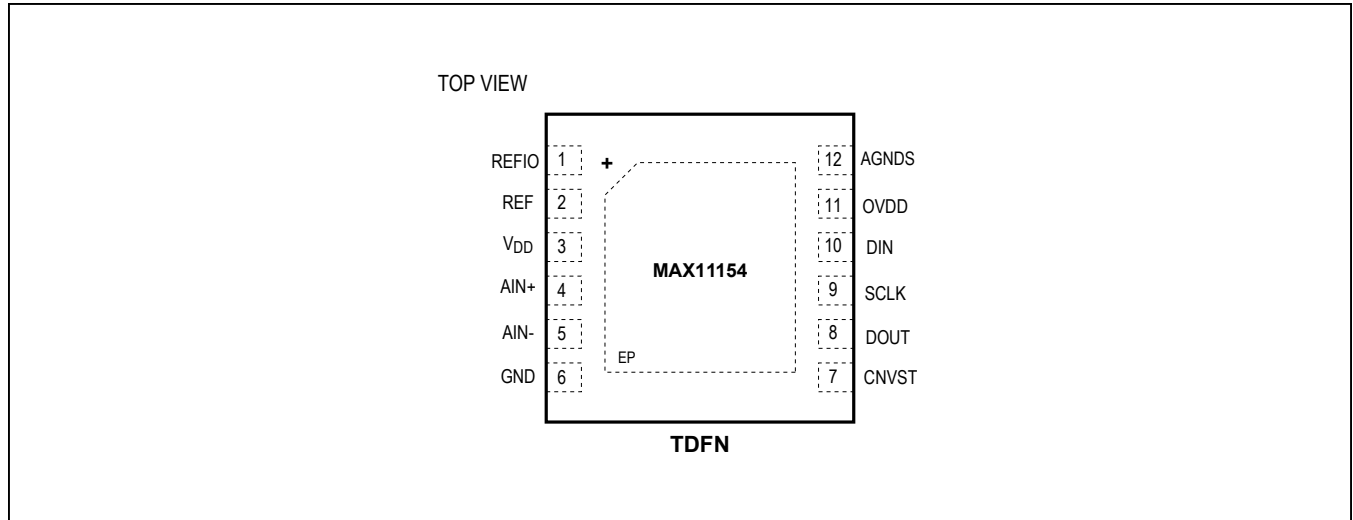 TOP VIEW
REFIO 1 + 12 AGNDS
REF 2 11 OVDD
VDD 3 10 DIN
MAX11154
AIN+ 4 9 SCLK
AIN- 5 8 DOUT
EP
GND 6 7 CNVST
TDFN